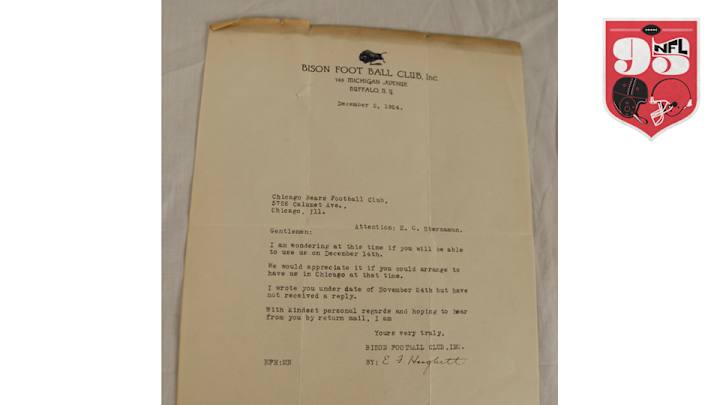 BISON FOOT BALL CLUB, Inc.
MICHIGAN AVENUE
BUFFALO, N. Y.
95 NFL
December 2, 1924.
Chicago Bears Football Club,
Calumet Ave.,
Chicago, Ill.
Attention: E. C. Sternamun.
Gentlemen:
I am wondering at this time if you will be able
to use us on December 14th.
We would appreciate it if you could arrange to
have us in Chicago at that time.
I wrote you under date of November 24th but have
not received a reply.
With kindest personal regards and hoping to hear
from you by return mail, I am
Yours very truly,
BISON FOOTBALL CLUB, INC.
EFH:MN BY: E F Hughitt